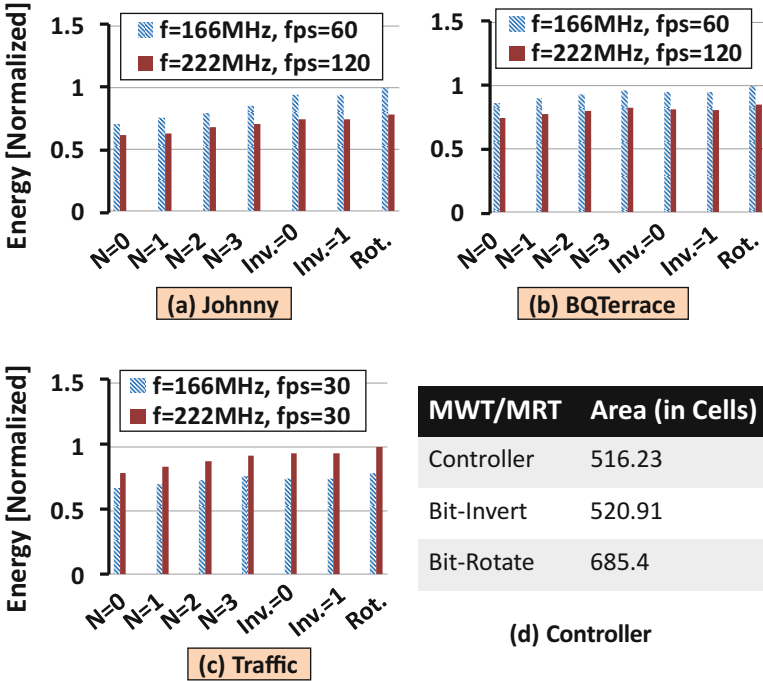 Energy [Normalized]
1.5
1
0.5
0
f=166MHz, fps=60
f=222MHz, fps=120
N=0
N=1
N=2
N=3
Inv.=0
Inv.=1
Rot.
(a) Johnny
1.5
1
0.5
0
f=166MHz, fps=60
f=222MHz, fps=120
N=0
N=1
N=2
N=3
Inv.=0
Inv.=1
Rot.
(b) BQTerrace
Energy [Normalized]
1.5
1
0.5
0
f=166MHz, fps=30
f=222MHz, fps=30
N=0
N=1
N=2
N=3
Inv.=0
Inv.=1
Rot.
(c) Traffic
MWT/MRT Area (in Cells)
Controller 516.23
Bit-Invert 520.91
Bit-Rotate 685.4
(d) Controller